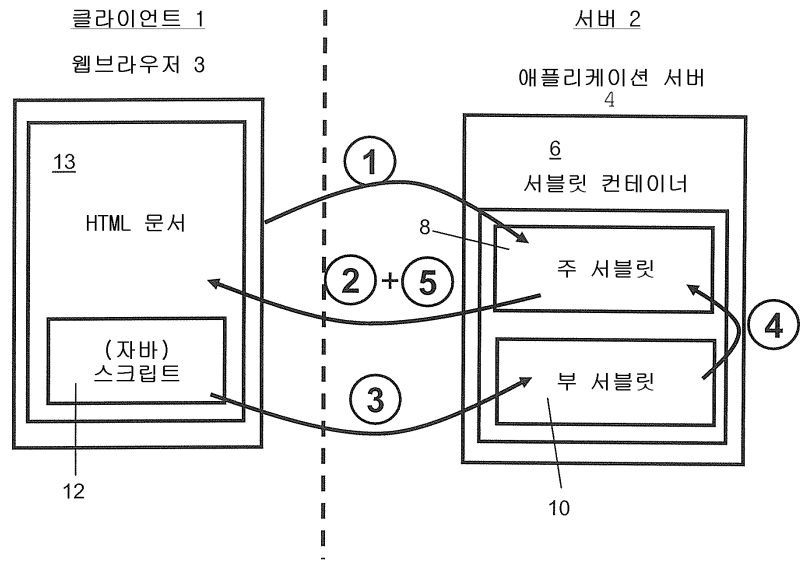 클라이언트 1
웹브라우저 3
13
HTML 문서
(자바)
스크립트
12
1
2 + 5
3
4
서버 2
애플리케이션 서버
4
6
서블릿 컨테이너
8
주 서블릿
부 서블릿
10